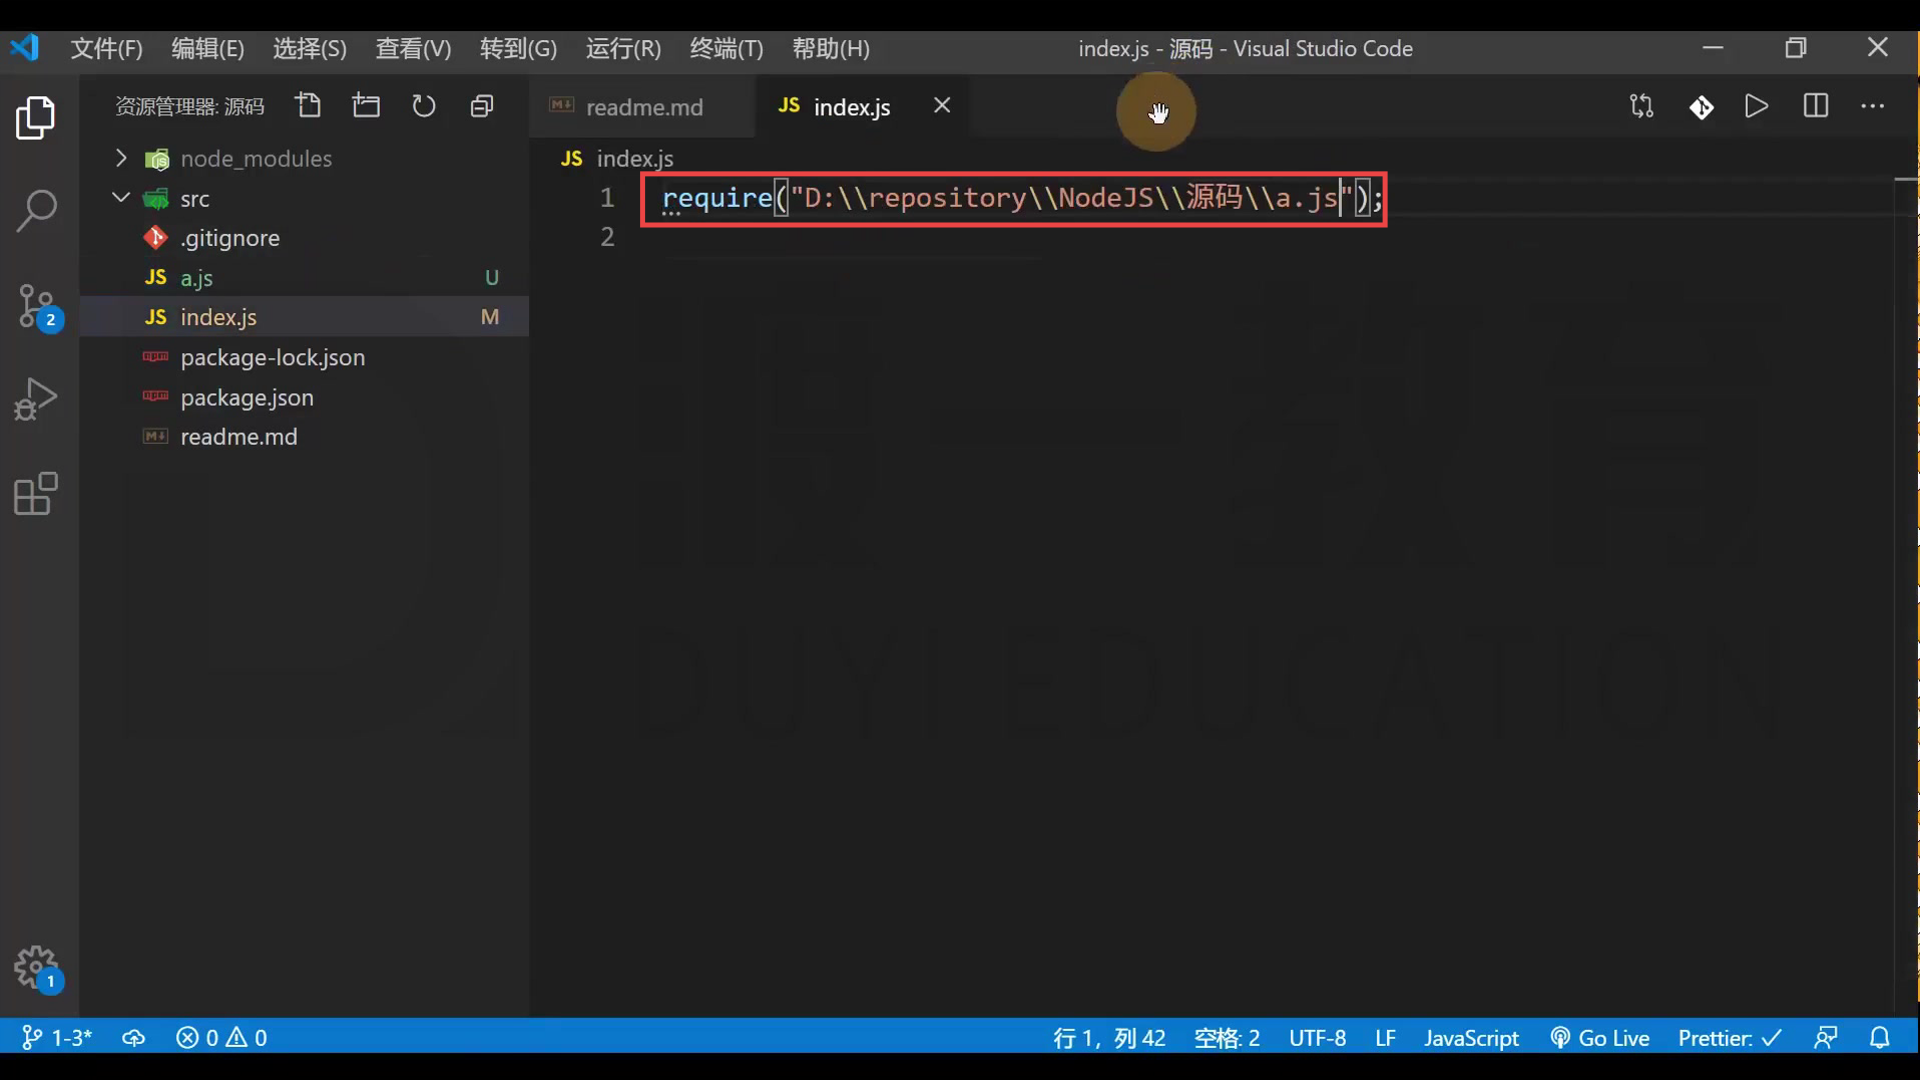 文件(F) 编辑(E) 选择(S) 查看(V) 转到(G) 运行(R) 终端(T) 帮助(H) index.js - 源码 - Visual Studio Code
资源管理器: 源码
readme.md
JS index.js
node_modules
src
.gitignore
JS a.js U
JS index.js M
package-lock.json
package.json
readme.md
2
1
JS index.js
1 require("D:\\repository\\NodeJS\\源码\\a.js");
2
DUYI EDUCATION
1-3* 0 0 行 1，列 42 空格: 2 UTF-8 LF JavaScript Go Live Prettier: ✓